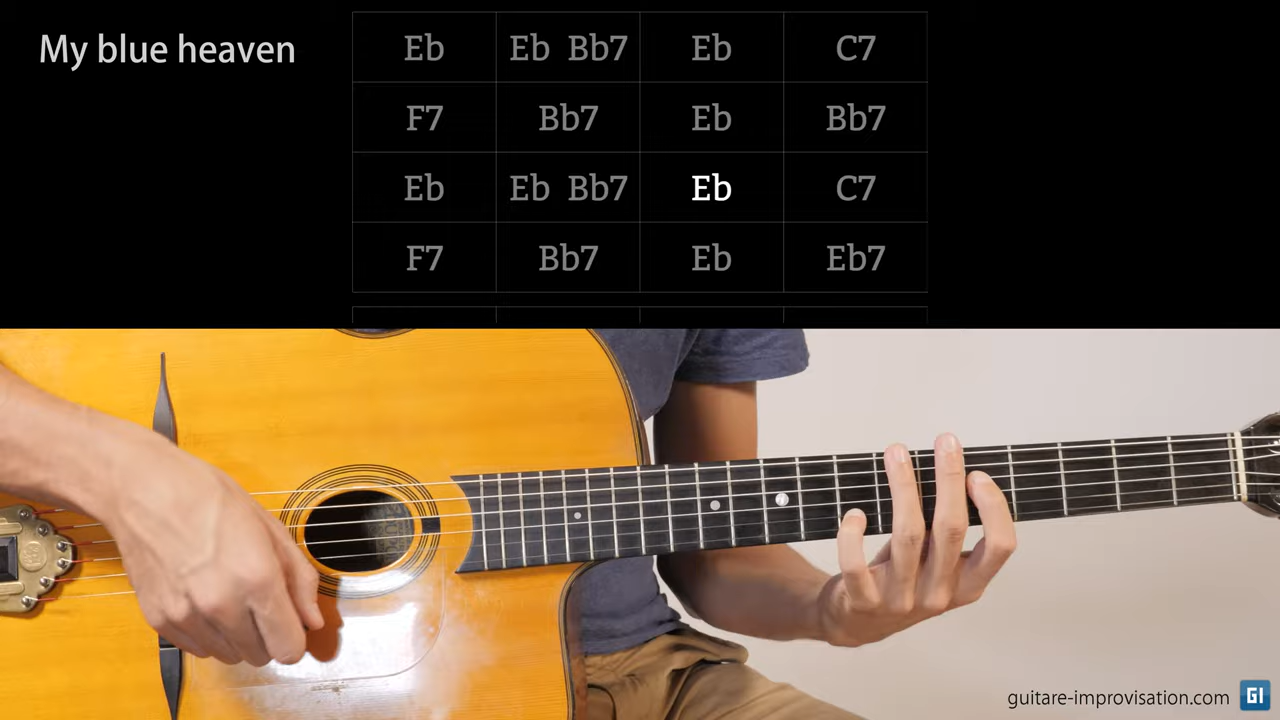 My blue heaven
Eb Eb Bb7 Eb C7
F7 Bb7 Eb Bb7
Eb Eb Bb7 Eb C7
F7 Bb7 Eb Eb7
guitare-improvisation.com GI